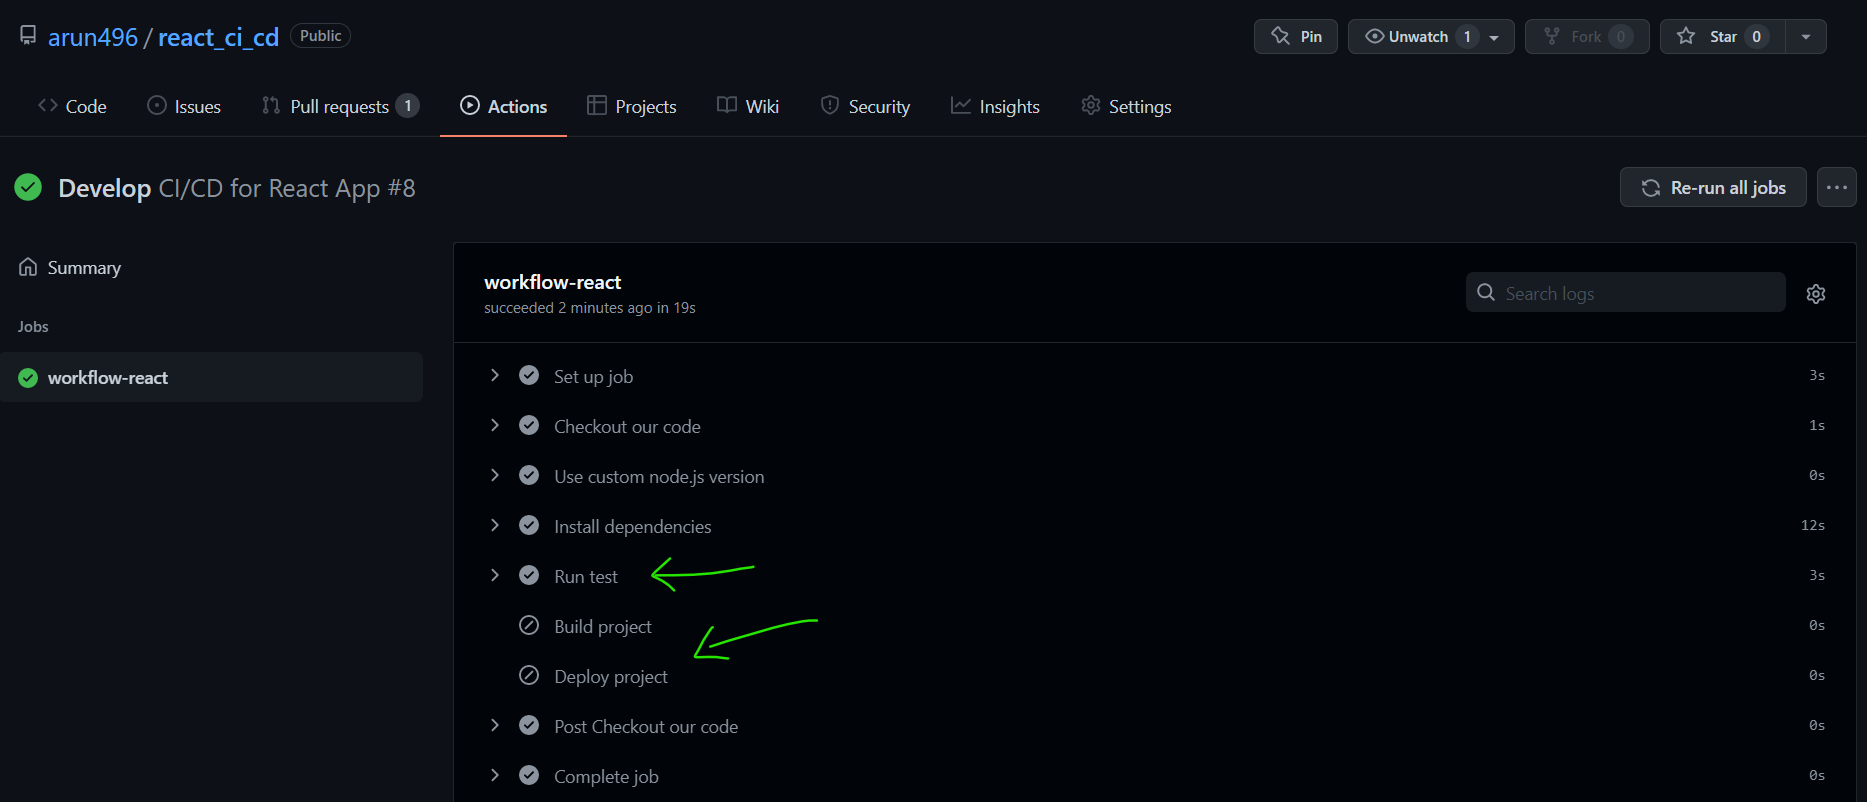 arun496 / react_ci_cd Public Pin Unwatch 1 Fork 0 Star 0
Code Issues Pull requests 1 Actions Projects Wiki Security Insights Settings
Develop CI/CD for React App #8 Re-run all jobs
Summary
Jobs
workflow-react
workflow-react
succeeded 2 minutes ago in 19s
Search logs
Set up job 3s
Checkout our code 1s
Use custom node.js version 0s
Install dependencies 12s
Run test 3s
Build project 0s
Deploy project 0s
Post Checkout our code 0s
Complete job 0s